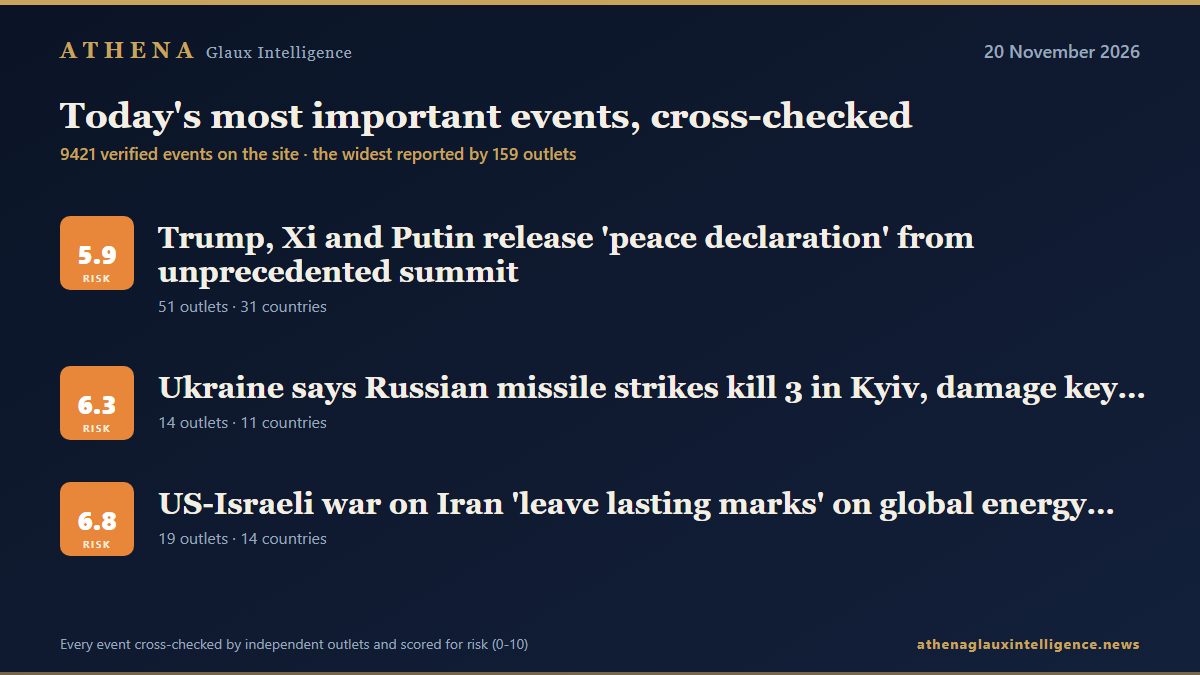 ATHENA Glaux Intelligence
20 November 2026
Today's most important events, cross-checked
9421 verified events on the site · the widest reported by 159 outlets
5.9
RISK
Trump, Xi and Putin release 'peace declaration' from
unprecedented summit
51 outlets · 31 countries
6.3
RISK
Ukraine says Russian missile strikes kill 3 in Kyiv, damage key...
14 outlets · 11 countries
6.8
RISK
US-Israeli war on Iran 'leave lasting marks' on global energy...
19 outlets · 14 countries
Every event cross-checked by independent outlets and scored for risk (0-10)
athenaglauxintelligence.news